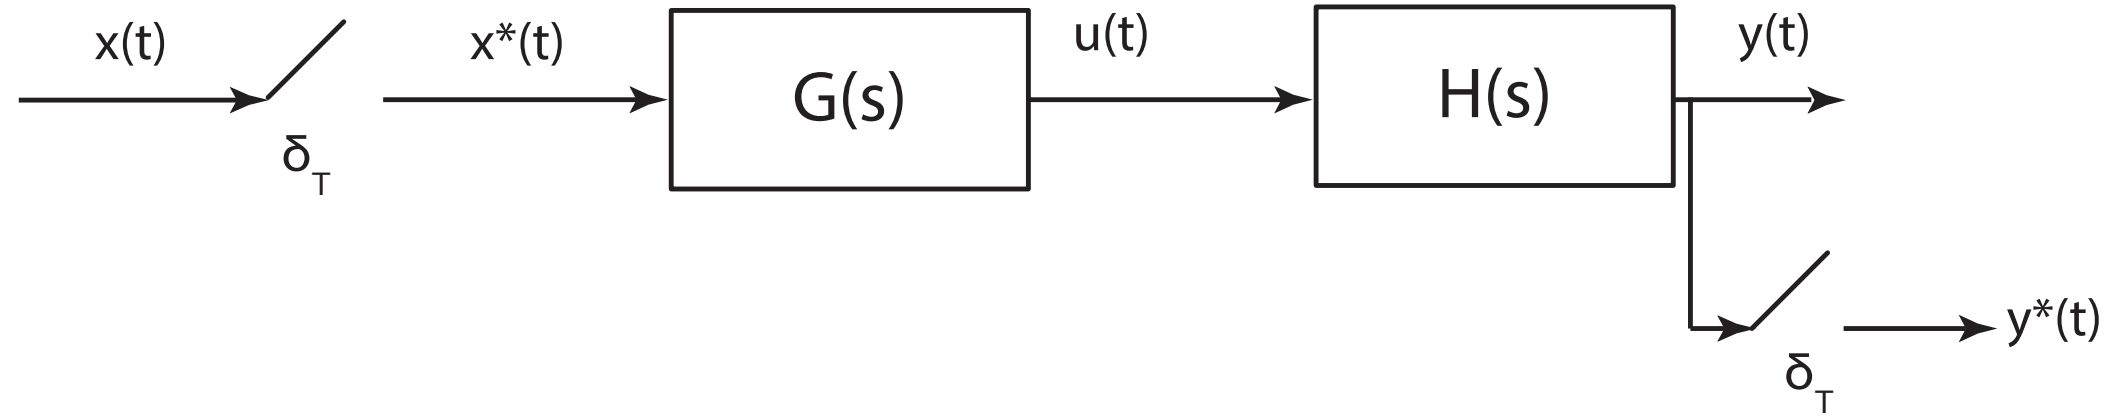 x(t)
x*(t)
u(t)
y(t)
G(s)
H(s)
δT
y*(t)
δT